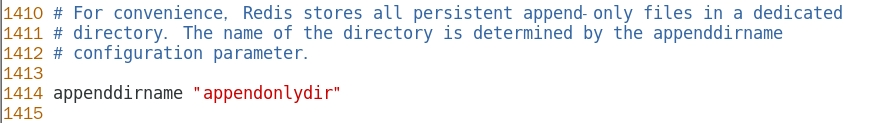 1410 # For convenience, Redis stores all persistent append-only files in a dedicated
1411 # directory. The name of the directory is determined by the appenddirname
1412 # configuration parameter.
1413
1414 appenddirname "appendonlydir"
1415